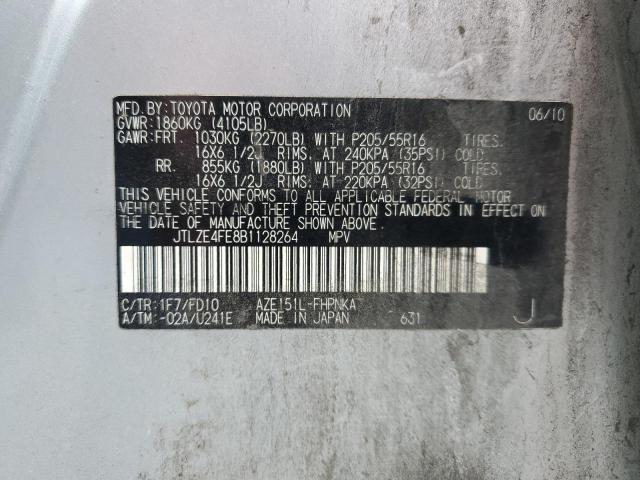 MFD.BY:TOYOTA MOTOR CORPORATION 06/10
GVWR:1860KG (4105LB)
GAWR:FRT. 1030KG (2270LB) WITH P205/55R16 TIRES.
16X6 1/2J RIMS, AT 240KPA (35PSI) COLD
RR. 855KG (1880LB) WITH P205/55R16 TIRES.
16X6 1/2J RIMS, AT 220KPA (32PSI) COLD
THIS VEHICLE CONFORMS TO ALL APPLICABLE FEDERAL MOTOR
VEHICLE SAFETY AND THEFT PREVENTION STANDARDS IN EFFECT ON
THE DATE OF MANUFACTURE SHOWN ABOVE.
JTLZE4FE8B1128264 MPV
C/TR:1F7/FD10 AZE151L-FHPNKA
A/TM:-02A/U241E MADE IN JAPAN 631 J